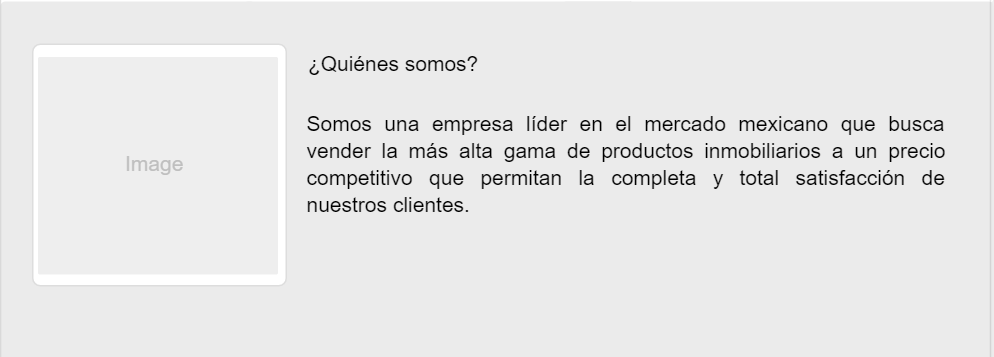 ¿Quiénes somos?
Image
Somos una empresa líder en el mercado mexicano que busca
vender la más alta gama de productos inmobiliarios a un precio
competitivo que permitan la completa y total satisfacción de
nuestros clientes.